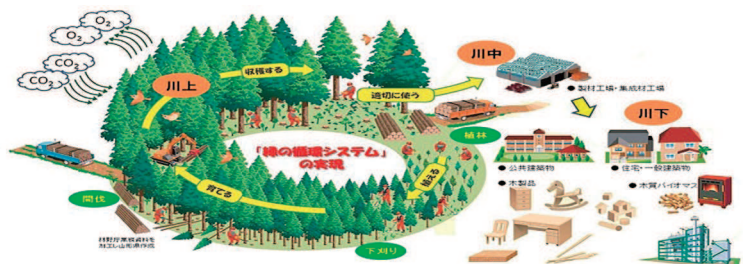 O₂
O₂
CO₂
CO₂
川上
収穫する
川中
適切に使う
●製材工場・集成材工場
川下
植林
「緑の循環システム」
の実現
植える
育てる
間伐
下刈り
●公共建築物
●住宅・一般建築物
●木製品
●木質バイオマス